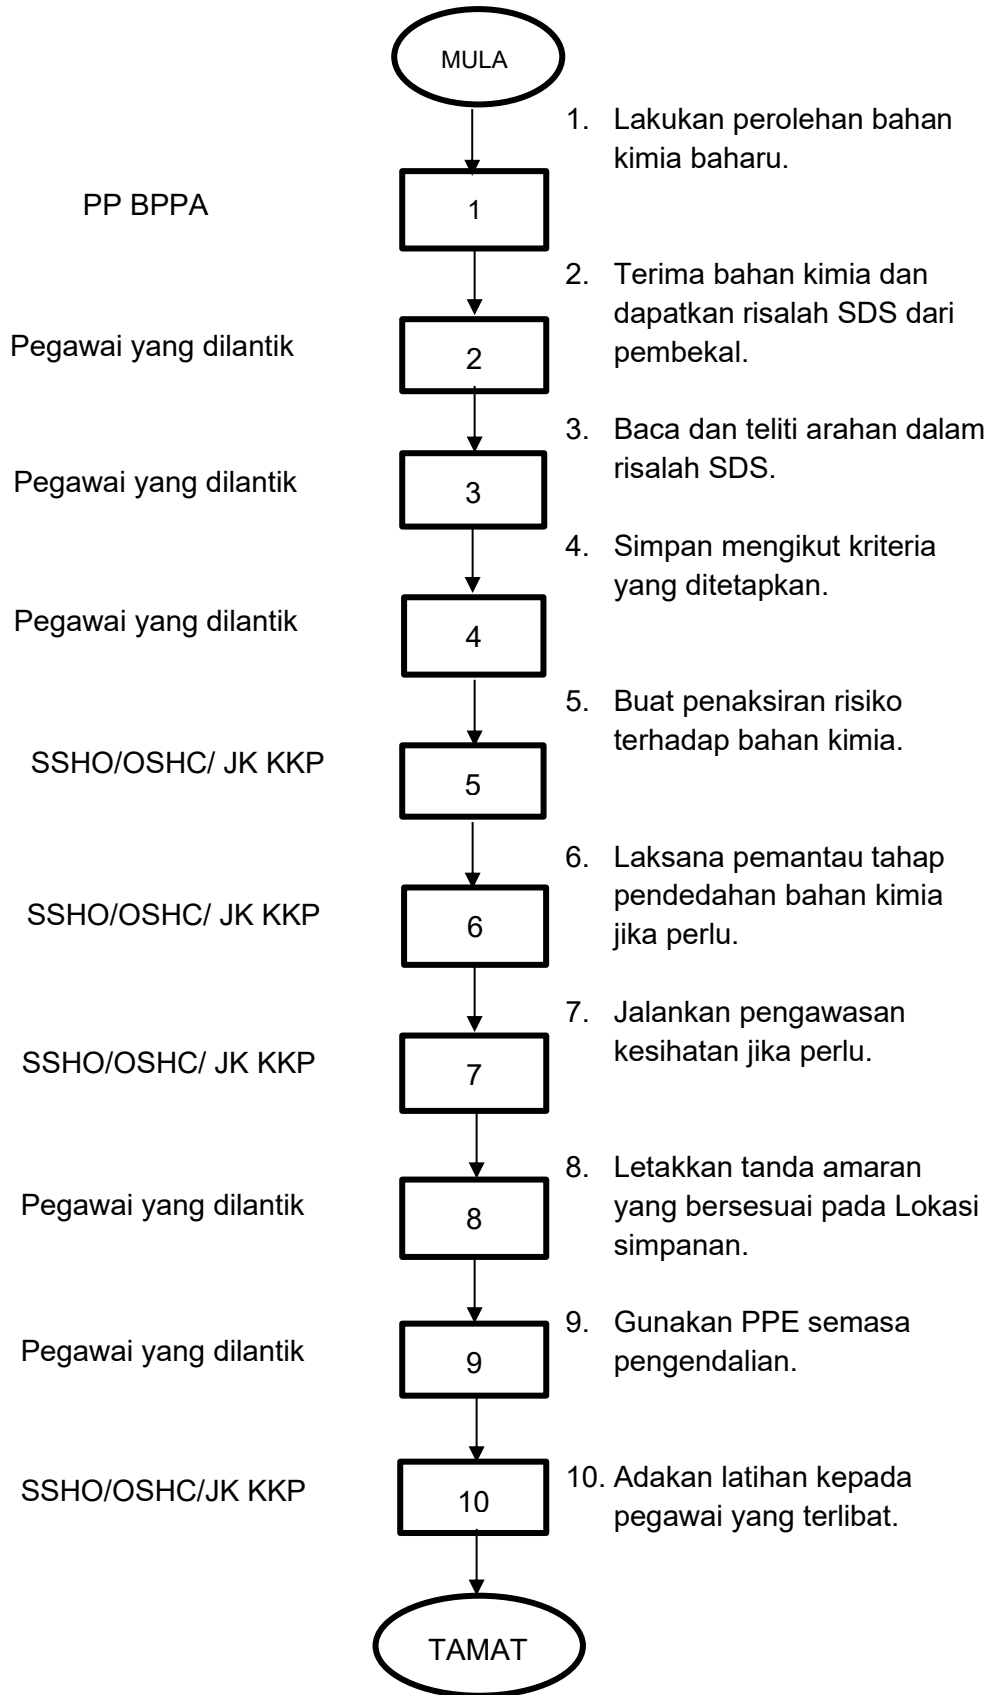 MULA
1. Lakukan perolehan bahan
kimia baharu.
PP BPPA
1
2. Terima bahan kimia dan
dapatkan risalah SDS dari
pembekal.
Pegawai yang dilantik
2
3. Baca dan teliti arahan dalam
risalah SDS.
Pegawai yang dilantik
3
4. Simpan mengikut kriteria
yang ditetapkan.
Pegawai yang dilantik
4
5. Buat penaksiran risiko
terhadap bahan kimia.
SSHO/OSHC/ JK KKP
5
6. Laksana pemantau tahap
pendedahan bahan kimia
jika perlu.
SSHO/OSHC/ JK KKP
6
7. Jalankan pengawasan
kesihatan jika perlu.
SSHO/OSHC/ JK KKP
7
8. Letakkan tanda amaran
yang bersesuai pada Lokasi
simpanan.
Pegawai yang dilantik
8
9. Gunakan PPE semasa
pengendalian.
Pegawai yang dilantik
9
10. Adakan latihan kepada
pegawai yang terlibat.
SSHO/OSHC/JK KKP
10
TAMAT